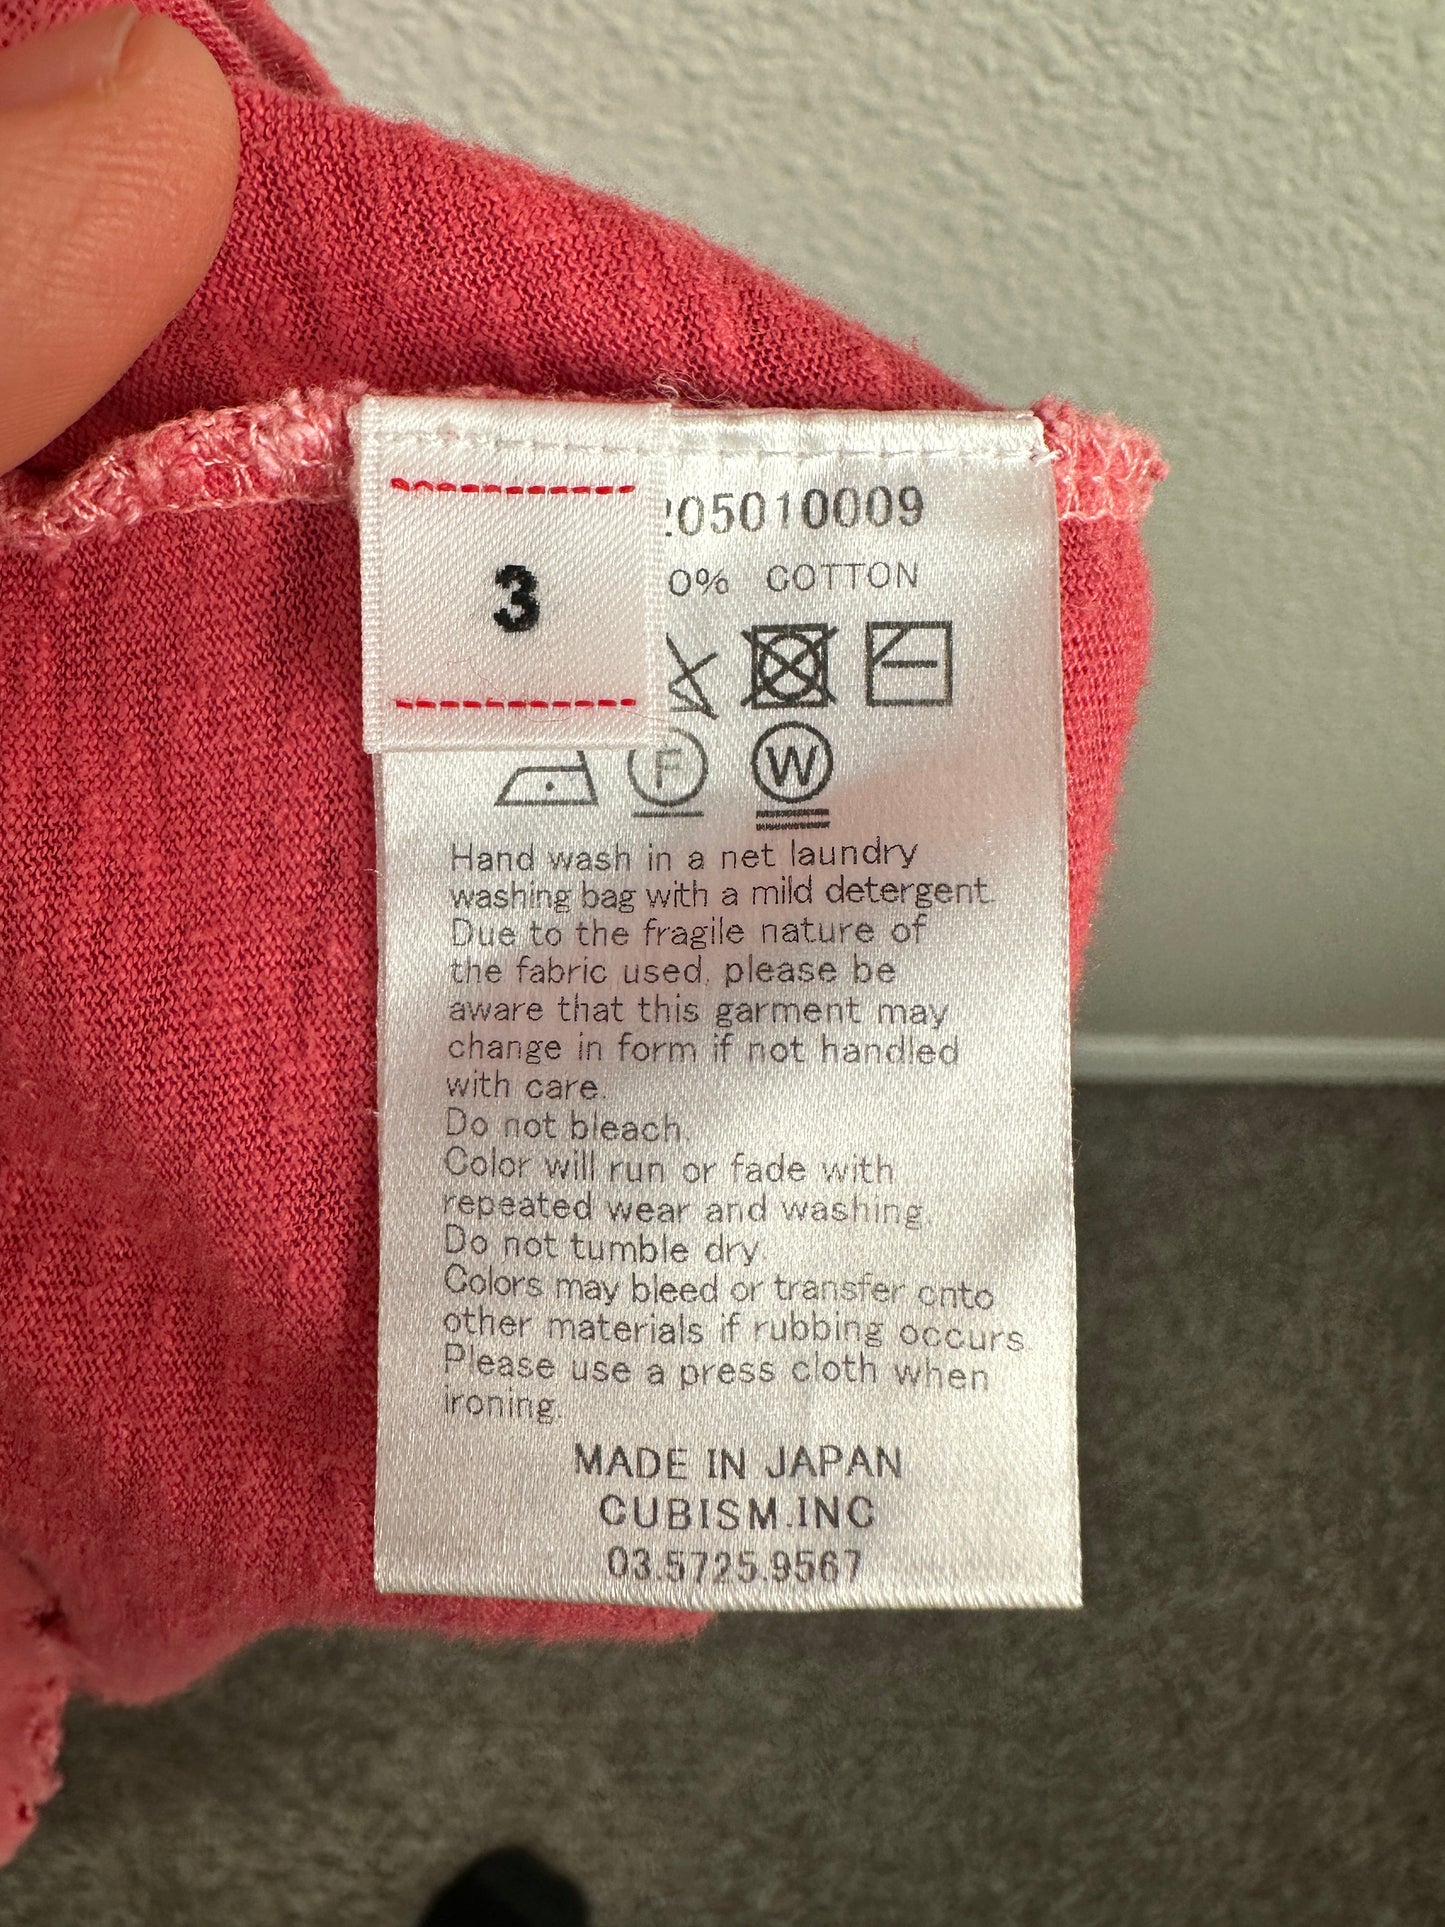 3
205010009
0% COTTON
F W
Hand wash in a net laundry
washing bag with a mild detergent.
Due to the fragile nature of
the fabric used, please be
aware that this garment may
change in form if not handled
with care.
Do not bleach.
Color will run or fade with
repeated wear and washing.
Do not tumble dry.
Colors may bleed or transfer onto
other materials if rubbing occurs
Please use a press cloth when
ironing.
MADE IN JAPAN
CUBISM.INC
03.5725.9567